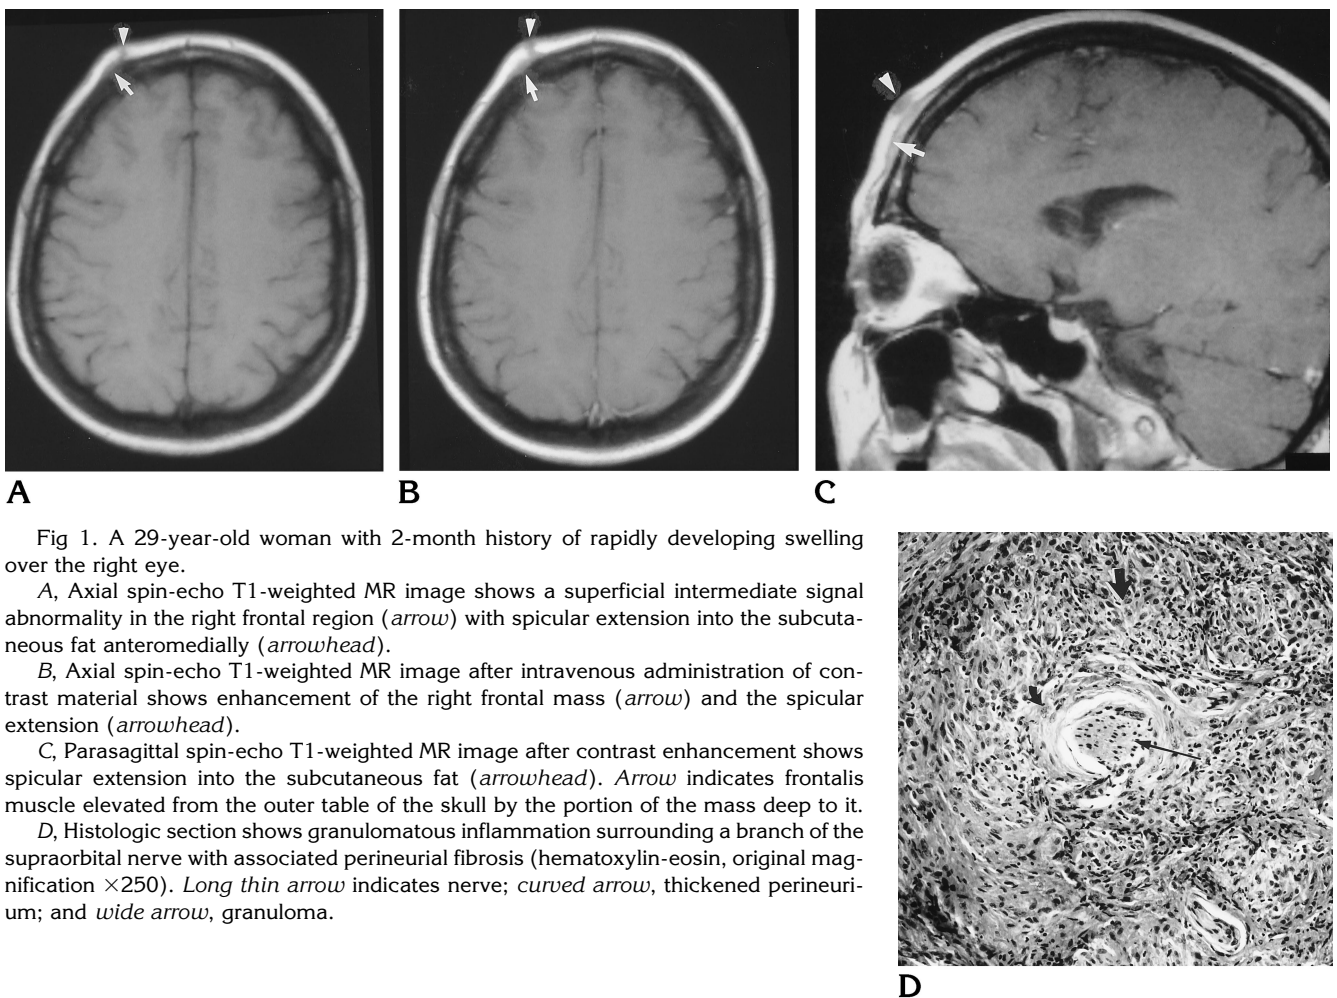 A
B
C
Fig 1. A 29-year-old woman with 2-month history of rapidly developing swelling
over the right eye.
A, Axial spin-echo T1-weighted MR image shows a superficial intermediate signal
abnormality in the right frontal region (arrow) with spicular extension into the subcuta-
neous fat anteromedially (arrowhead).
B, Axial spin-echo T1-weighted MR image after intravenous administration of con-
trast material shows enhancement of the right frontal mass (arrow) and the spicular
extension (arrowhead).
C, Parasagittal spin-echo T1-weighted MR image after contrast enhancement shows
spicular extension into the subcutaneous fat (arrowhead). Arrow indicates frontalis
muscle elevated from the outer table of the skull by the portion of the mass deep to it.
D, Histologic section shows granulomatous inflammation surrounding a branch of the
supraorbital nerve with associated perineurial fibrosis (hematoxylin-eosin, original mag-
nification ×250). Long thin arrow indicates nerve; curved arrow, thickened perineuri-
um; and wide arrow, granuloma.
D